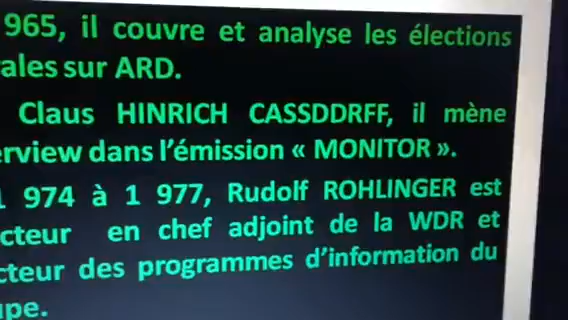 965, il couvre et analyse les élections
ales sur ARD.
Claus HINRICH CASSDDRFF, il mène
erview dans l'émission « MONITOR ».
1 974 à 1 977, Rudolf ROHLINGER est
cteur en chef adjoint de la WDR et
cteur des programmes d'information du
upe.